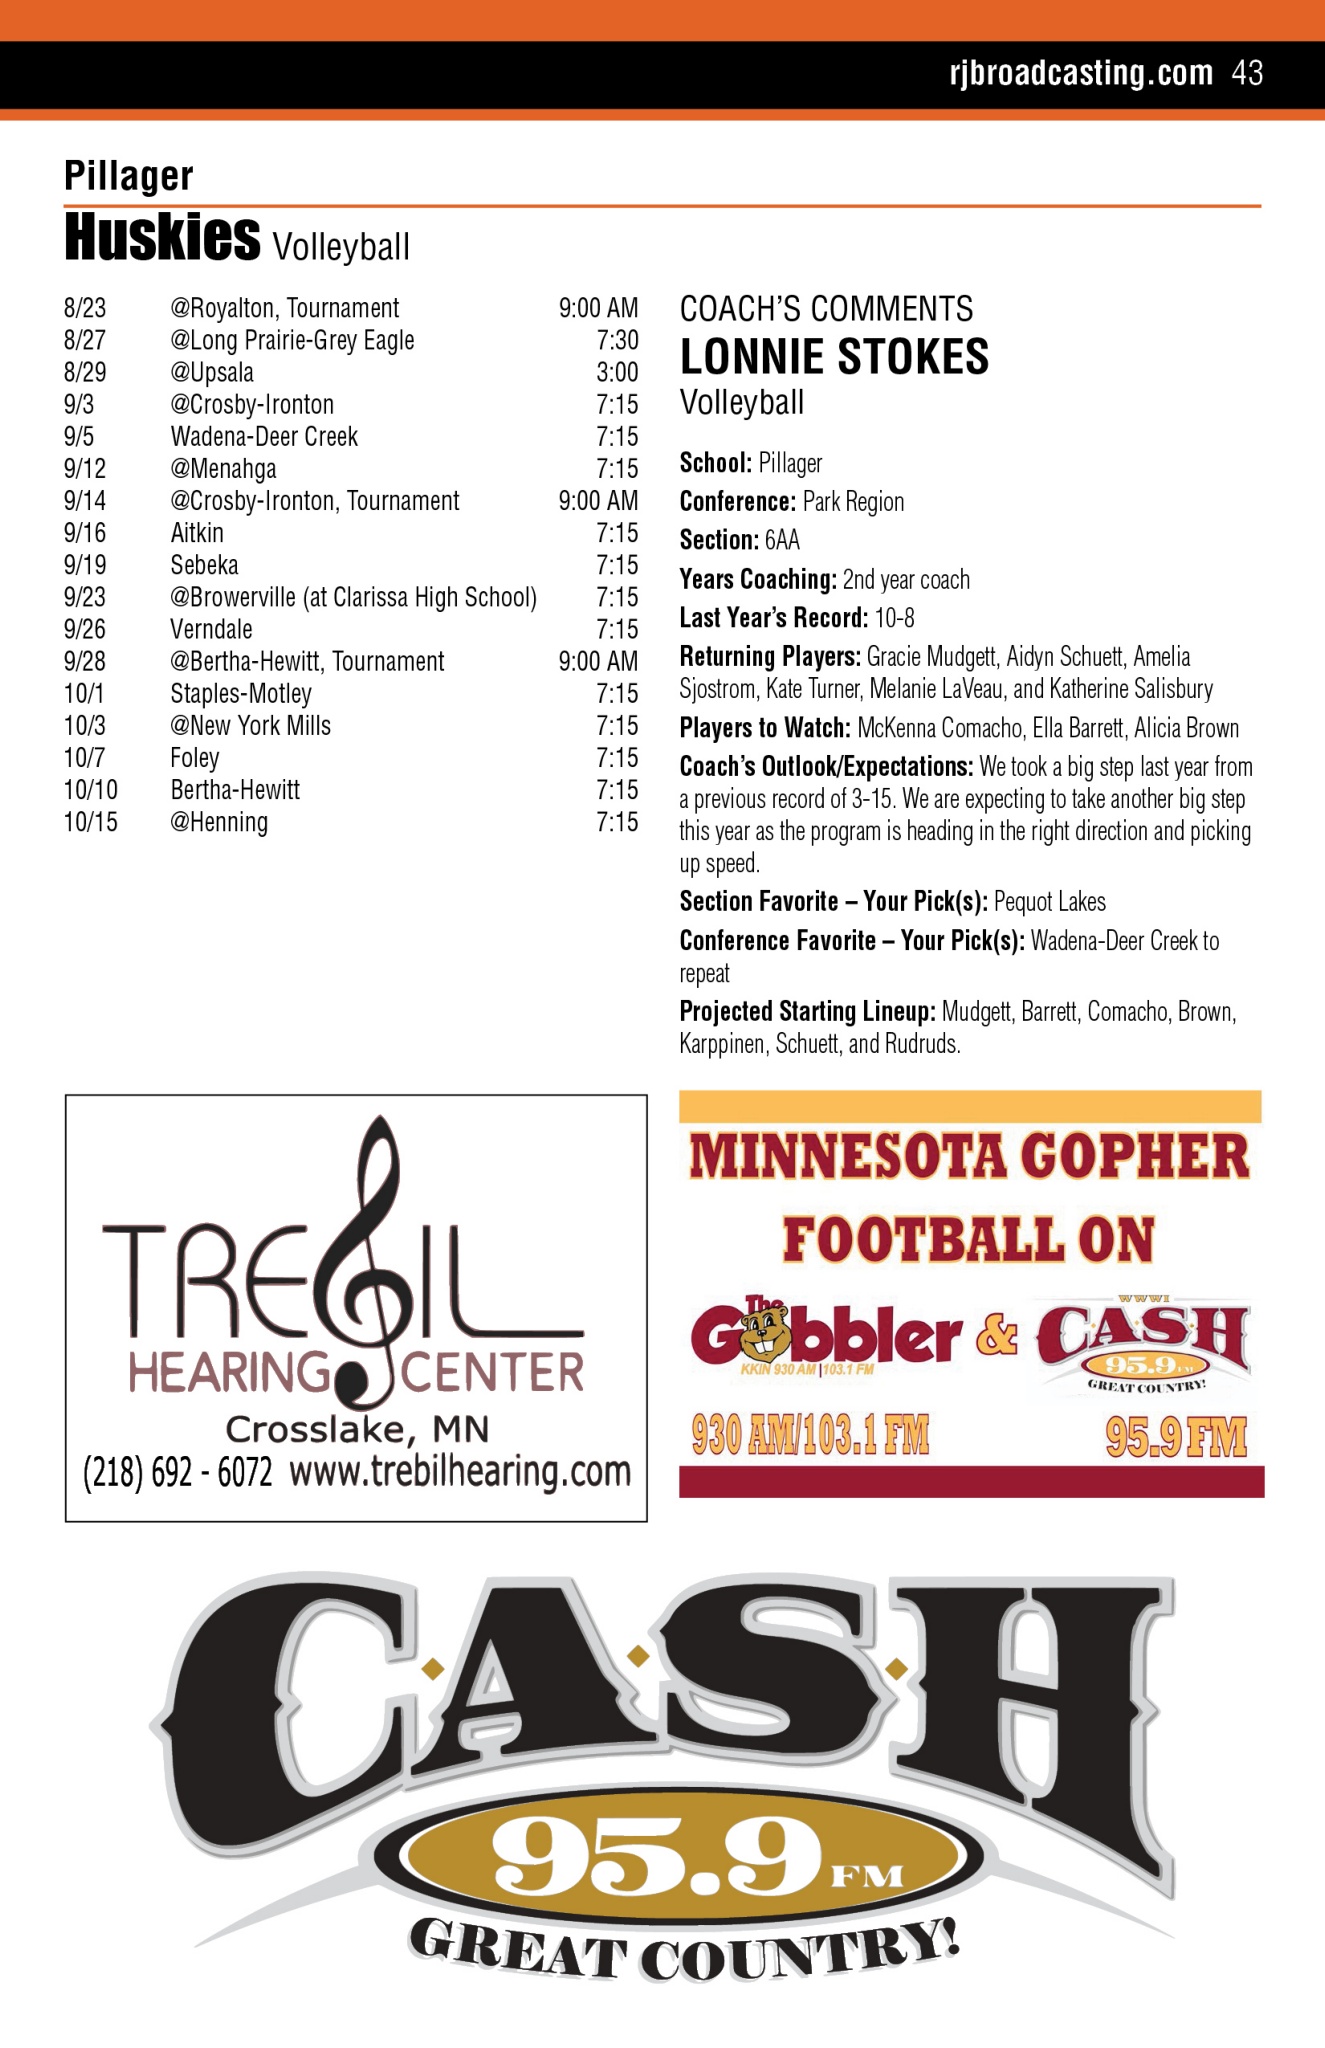 rjbroadcasting.com 43
Pillager
Huskies Volleyball
8/23 @Royalton, Tournament 9:00 AM
8/27 @Long Prairie-Grey Eagle 7:30
8/29 @Upsala 3:00
9/3 @Crosby-Ironton 7:15
9/5 Wadena-Deer Creek 7:15
9/12 @Menahga 7:15
9/14 @Crosby-Ironton, Tournament 9:00 AM
9/16 Aitkin 7:15
9/19 Sebeka 7:15
9/23 @Browerville (at Clarissa High School) 7:15
9/26 Verndale 7:15
9/28 @Bertha-Hewitt, Tournament 9:00 AM
10/1 Staples-Motley 7:15
10/3 @New York Mills 7:15
10/7 Foley 7:15
10/10 Bertha-Hewitt 7:15
10/15 @Henning 7:15
COACH'S COMMENTS
LONNIE STOKES
Volleyball
School: Pillager
Conference: Park Region
Section: 6AA
Years Coaching: 2nd year coach
Last Year's Record: 10-8
Returning Players: Gracie Mudgett, Aidyn Schuett, Amelia
Sjostrom, Kate Turner, Melanie LaVeau, and Katherine Salisbury
Players to Watch: McKenna Comacho, Ella Barrett, Alicia Brown
Coach's Outlook/Expectations: We took a big step last year from
a previous record of 3-15. We are expecting to take another big step
this year as the program is heading in the right direction and picking
up speed.
Section Favorite – Your Pick(s): Pequot Lakes
Conference Favorite – Your Pick(s): Wadena-Deer Creek to
repeat
Projected Starting Lineup: Mudgett, Barrett, Comacho, Brown,
Karppinen, Schuett, and Rudruds.
TREBIL
HEARING CENTER
Crosslake, MN
(218) 692 - 6072 www.trebilhearing.com
MINNESOTA GOPHER
FOOTBALL ON
The Gobbler & WWWI C·A·S·H
KKIN 930 AM | 103.1 FM 95.9 FM
GREAT COUNTRY!
930 AM/103.1 FM 95.9 FM
C·A·S·H
95.9 FM
GREAT COUNTRY!